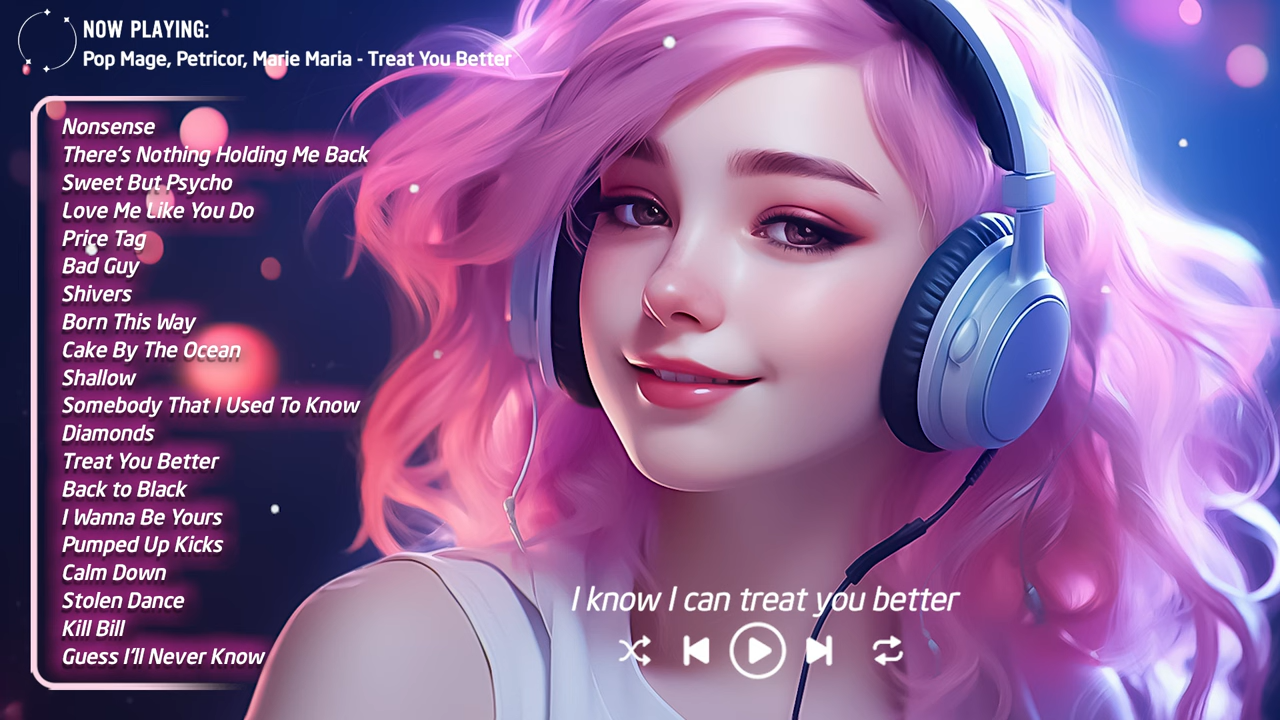 NOW PLAYING:
Pop Mage, Petricor, Marie Maria - Treat You Better
Nonsense
There's Nothing Holding Me Back
Sweet But Psycho
Love Me Like You Do
Price Tag
Bad Guy
Shivers
Born This Way
Cake By The Ocean
Shallow
Somebody That I Used To Know
Diamonds
Treat You Better
Back to Black
I Wanna Be Yours
Pumped Up Kicks
Calm Down
Stolen Dance
Kill Bill
Guess I'll Never Know
I know I can treat you better